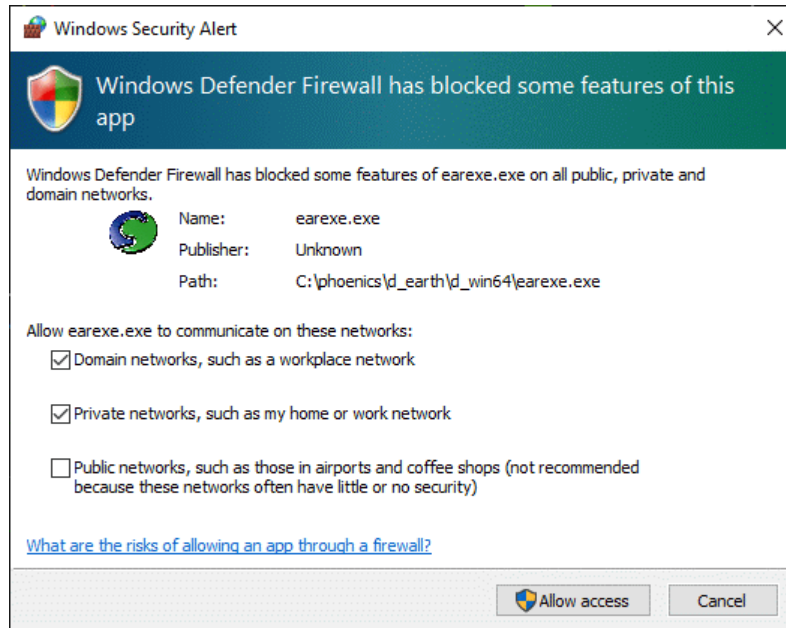 Windows Security Alert
Windows Defender Firewall has blocked some features of this
app
Windows Defender Firewall has blocked some features of earexe.exe on all public, private and
domain networks.
Name: earexe.exe
Publisher: Unknown
Path: C:\phoenics\d_earth\d_win64\earexe.exe
Allow earexe.exe to communicate on these networks:
Domain networks, such as a workplace network
Private networks, such as my home or work network
Public networks, such as those in airports and coffee shops (not recommended
because these networks often have little or no security)
What are the risks of allowing an app through a firewall?
Allow access Cancel